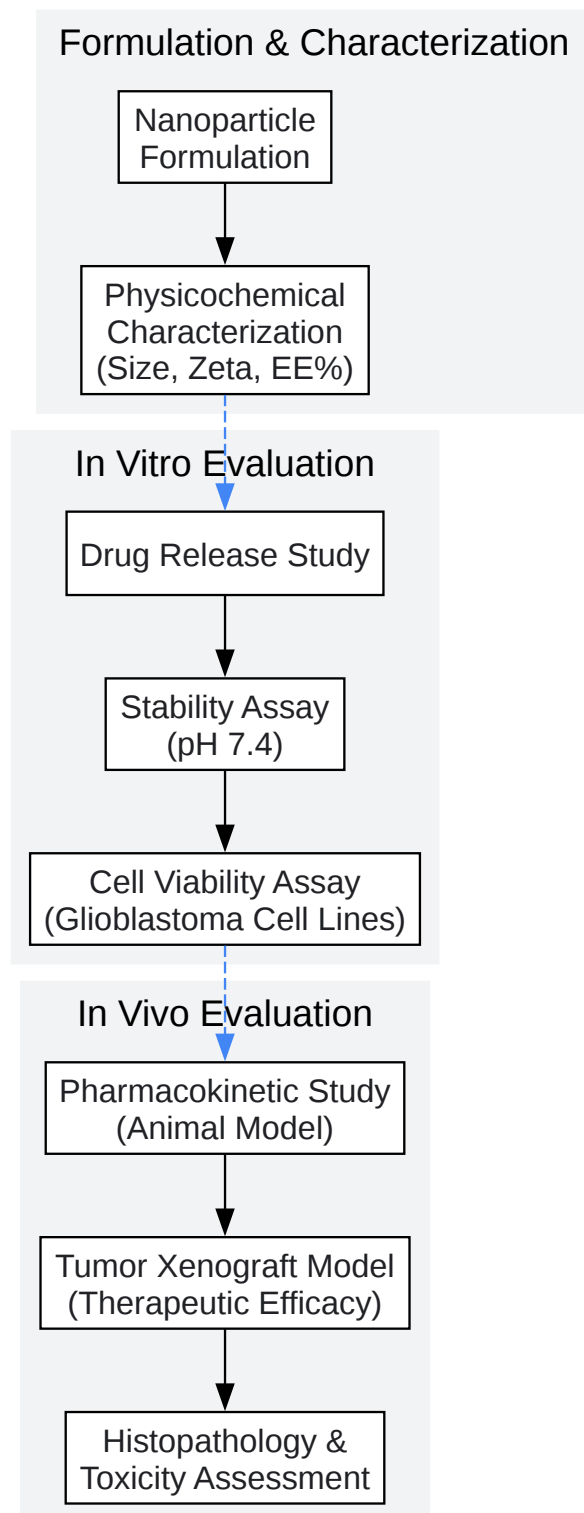 Formulation & Characterization
Nanoparticle
Formulation
Physicochemical
Characterization
(Size, Zeta, EE%)
In Vitro Evaluation
Drug Release Study
Stability Assay
(pH 7.4)
Cell Viability Assay
(Glioblastoma Cell Lines)
In Vivo Evaluation
Pharmacokinetic Study
(Animal Model)
Tumor Xenograft Model
(Therapeutic Efficacy)
Histopathology &
Toxicity Assessment